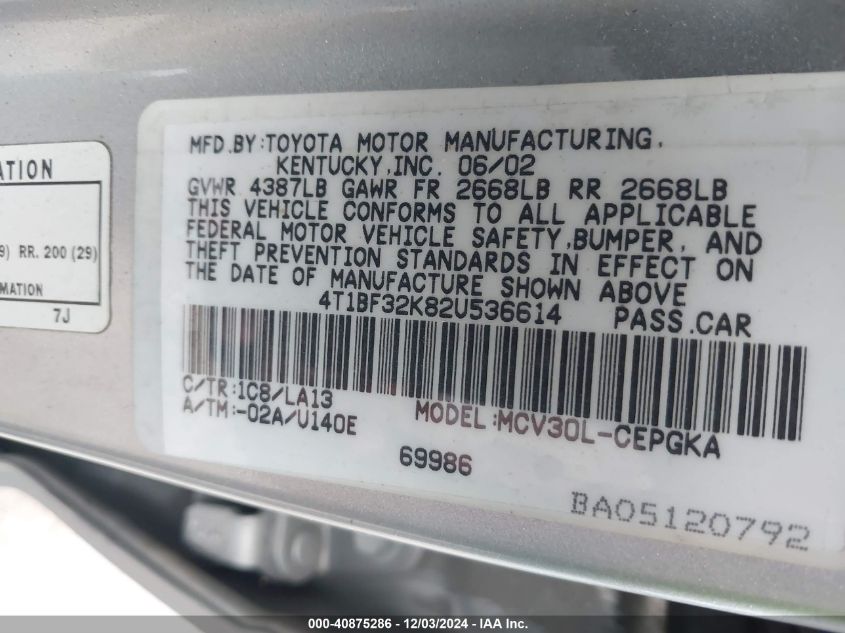 ATION
9) RR. 200 (29)
MATION
7J
MFD.BY:TOYOTA MOTOR MANUFACTURING.
KENTUCKY,INC. 06/02
GVWR 4387LB GAWR FR 2668LB RR 2668LB
THIS VEHICLE CONFORMS TO ALL APPLICABLE
FEDERAL MOTOR VEHICLE SAFETY,BUMPER, AND
THEFT PREVENTION STANDARDS IN EFFECT ON
THE DATE OF MANUFACTURE SHOWN ABOVE
4T1BF32K82U536614 PASS.CAR
C/TR:1C8/LA13
A/TM:-02A/U140E
MODEL:MCV30L-CEPGKA
69986
BA05120792
000-40875286 - 12/03/2024 - IAA Inc.